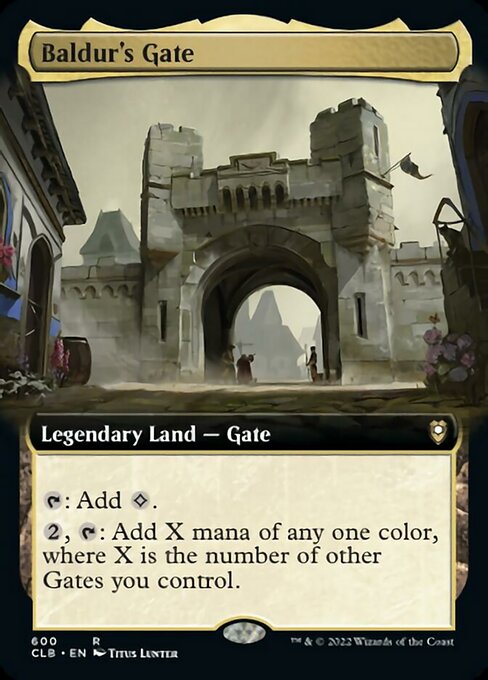 Baldur's Gate
Legendary Land — Gate
: Add .
2, : Add X mana of any one color,
where X is the number of other
Gates you control.
600 R
CLB • EN Titus Lunter
™ & © 2022 Wizards of the Coast